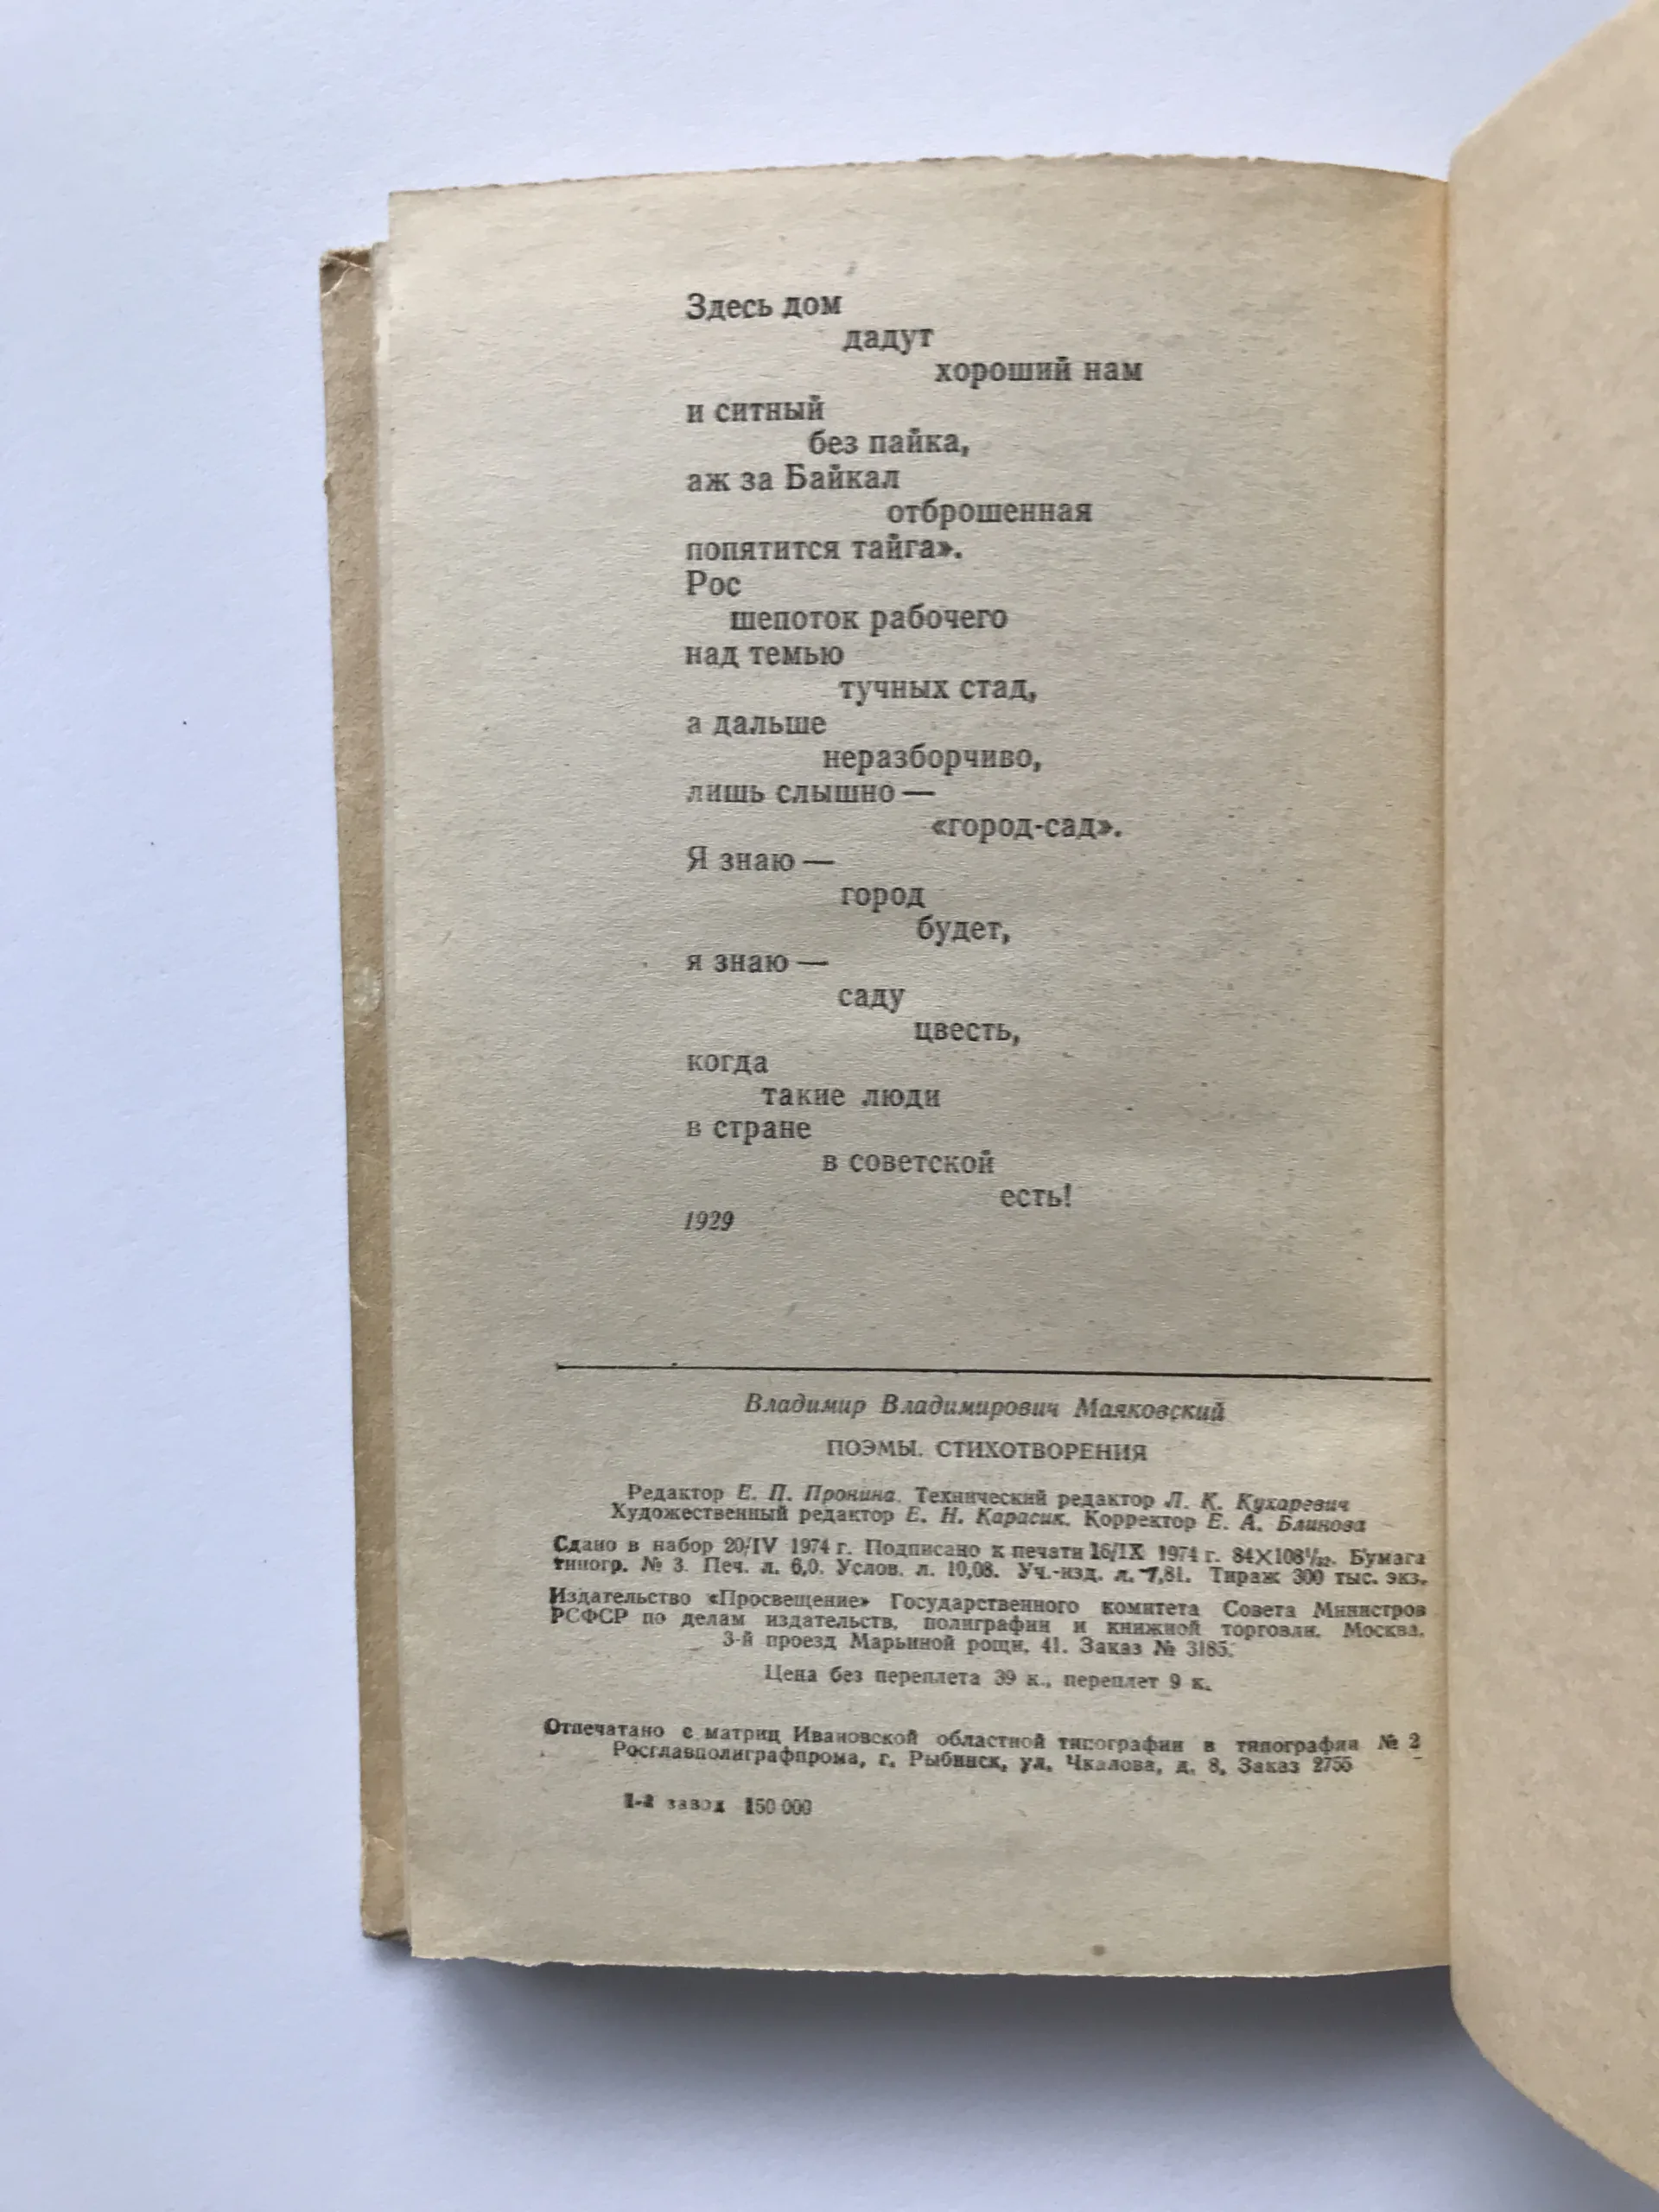 Здесь дом
дадут
хороший нам
и ситный
без пайка,
аж за Байкал
отброшенная
попятится тайга».
Рос
шепоток рабочего
над темью
тучных стад,
а дальше
неразборчиво,
лишь слышно —
«город-сад».
Я знаю —
город
будет,
я знаю —
саду
цвесть,
когда
такие люди
в стране
в советской
есть!
1929
Владимир Владимирович Маяковский
ПОЭМЫ. СТИХОТВОРЕНИЯ
Редактор Е. П. Пронина. Технический редактор Л. К. Кухаревич
Художественный редактор Е. Н. Карасик. Корректор Е. А. Блинова
Сдано в набор 20/IV 1974 г. Подписано к печати 16/IX 1974 г. 84×108¹/₃₂. Бумага
типогр. № 3. Печ. л. 6,0. Услов. л. 10,08. Уч.-изд. л. 7,81. Тираж 300 тыс. экз.
Издательство «Просвещение» Государственного комитета Совета Министров
РСФСР по делам издательств, полиграфии и книжной торговли. Москва.
3-й проезд Марьиной рощи, 41. Заказ № 3185.
Цена без переплета 39 к., переплет 9 к.
Отпечатано с матриц Ивановской областной типографии в типографии № 2
Росглавполиграфпрома, г. Рыбинск, ул. Чкалова, д. 8. Заказ 2755
1-й завод 150 000